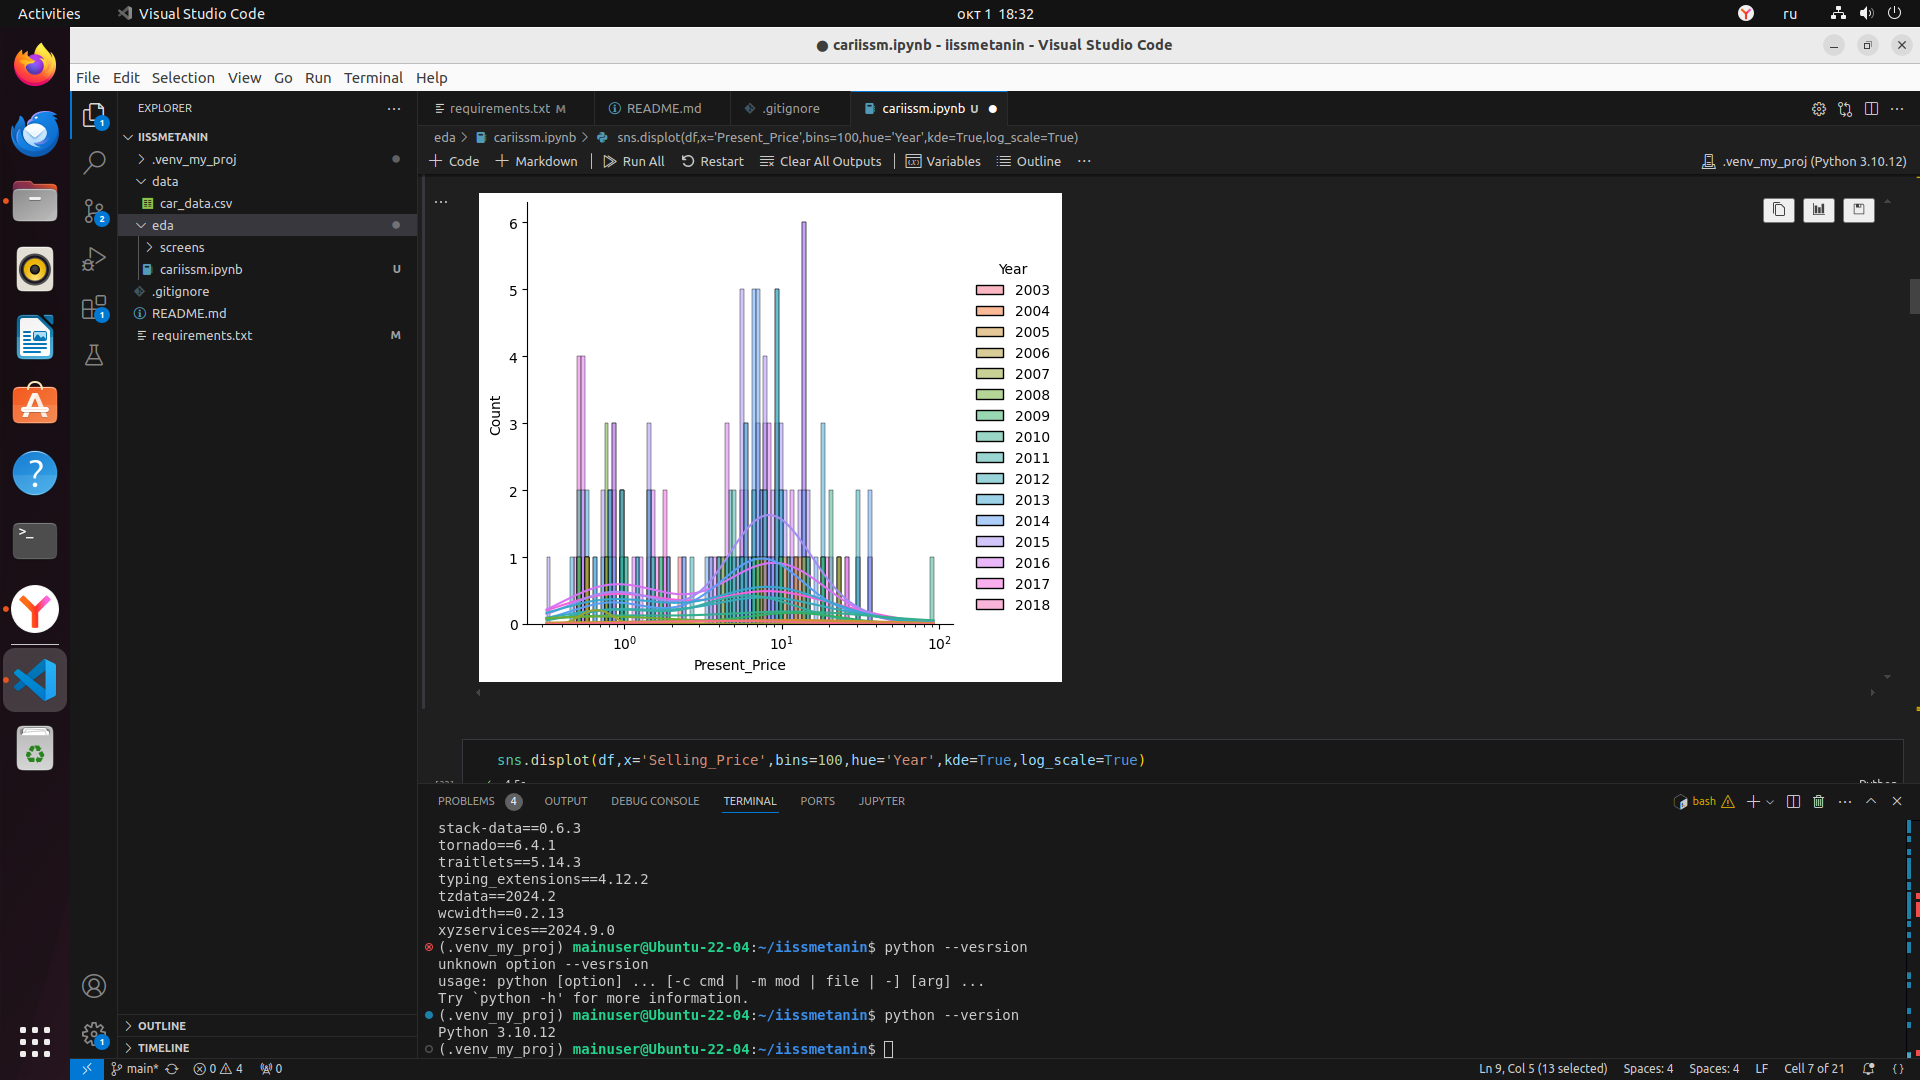 Activities
Visual Studio Code
окт 1 18:32
ru
● cariissm.ipynb - iissmetanin - Visual Studio Code
File Edit Selection View Go Run Terminal Help
EXPLORER
IISSMETANIN
.venv_my_proj
data
car_data.csv
eda
screens
cariissm.ipynb U
.gitignore
README.md
requirements.txt M
OUTLINE
TIMELINE
requirements.txt M
README.md
.gitignore
cariissm.ipynb U
eda > cariissm.ipynb > sns.displot(df,x='Present_Price',bins=100,hue='Year',kde=True,log_scale=True)
+ Code + Markdown Run All Restart Clear All Outputs Variables Outline ...
.venv_my_proj (Python 3.10.12)
6
5
4
3
2
1
0
Count
10^0
10^1
10^2
Present_Price
Year
2003
2004
2005
2006
2007
2008
2009
2010
2011
2012
2013
2014
2015
2016
2017
2018
sns.displot(df,x='Selling_Price',bins=100,hue='Year',kde=True,log_scale=True)
PROBLEMS 4 OUTPUT DEBUG CONSOLE TERMINAL PORTS JUPYTER
bash
stack-data==0.6.3
tornado==6.4.1
traitlets==5.14.3
typing_extensions==4.12.2
tzdata==2024.2
wcwidth==0.2.13
xyzservices==2024.9.0
(.venv_my_proj) mainuser@Ubuntu-22-04:~/iissmetanin$ python --vesrsion
unknown option --vesrsion
usage: python [option] ... [-c cmd | -m mod | file | -] [arg] ...
Try `python -h' for more information.
(.venv_my_proj) mainuser@Ubuntu-22-04:~/iissmetanin$ python --version
Python 3.10.12
(.venv_my_proj) mainuser@Ubuntu-22-04:~/iissmetanin$
main* 0 4 0
Ln 9, Col 5 (13 selected) Spaces: 4 Spaces: 4 LF Cell 7 of 21